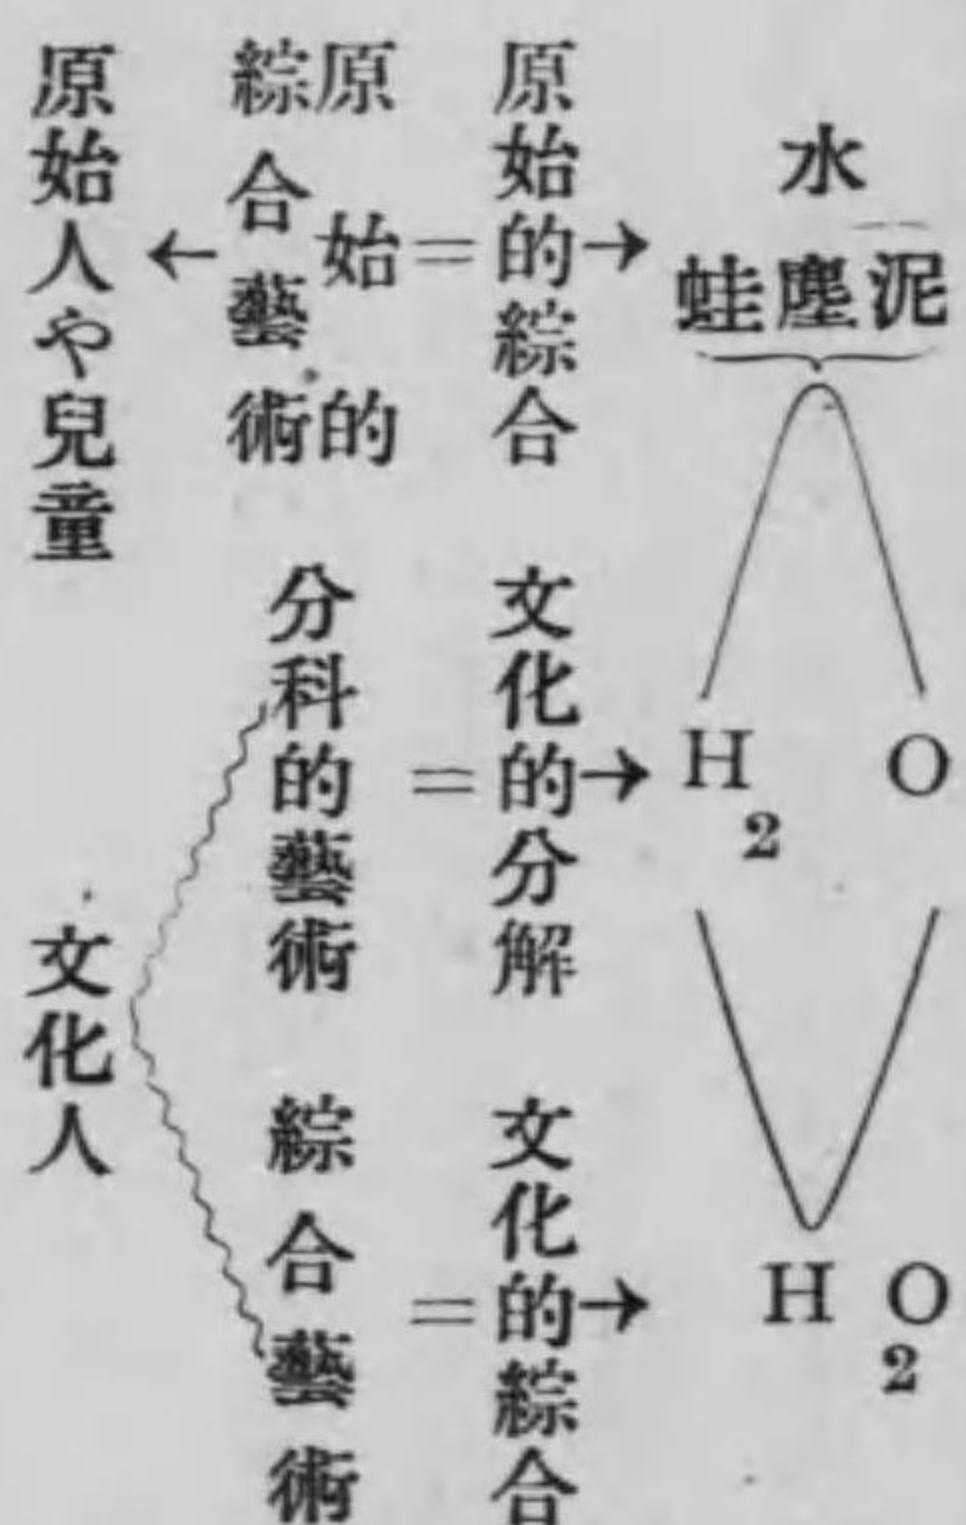 水
泥塵蛙
H2 O
H O2
原始的綜合→
文化的分解→
文化的綜合→
原始的綜合藝術=
分科的藝術=
綜合藝術=
←原始人や兒童
文化人